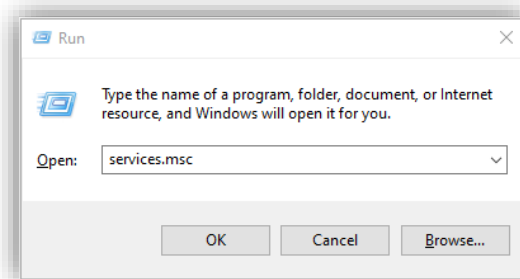 Run
Type the name of a program, folder, document, or Internet
resource, and Windows will open it for you.
Open: services.msc
OK Cancel Browse...